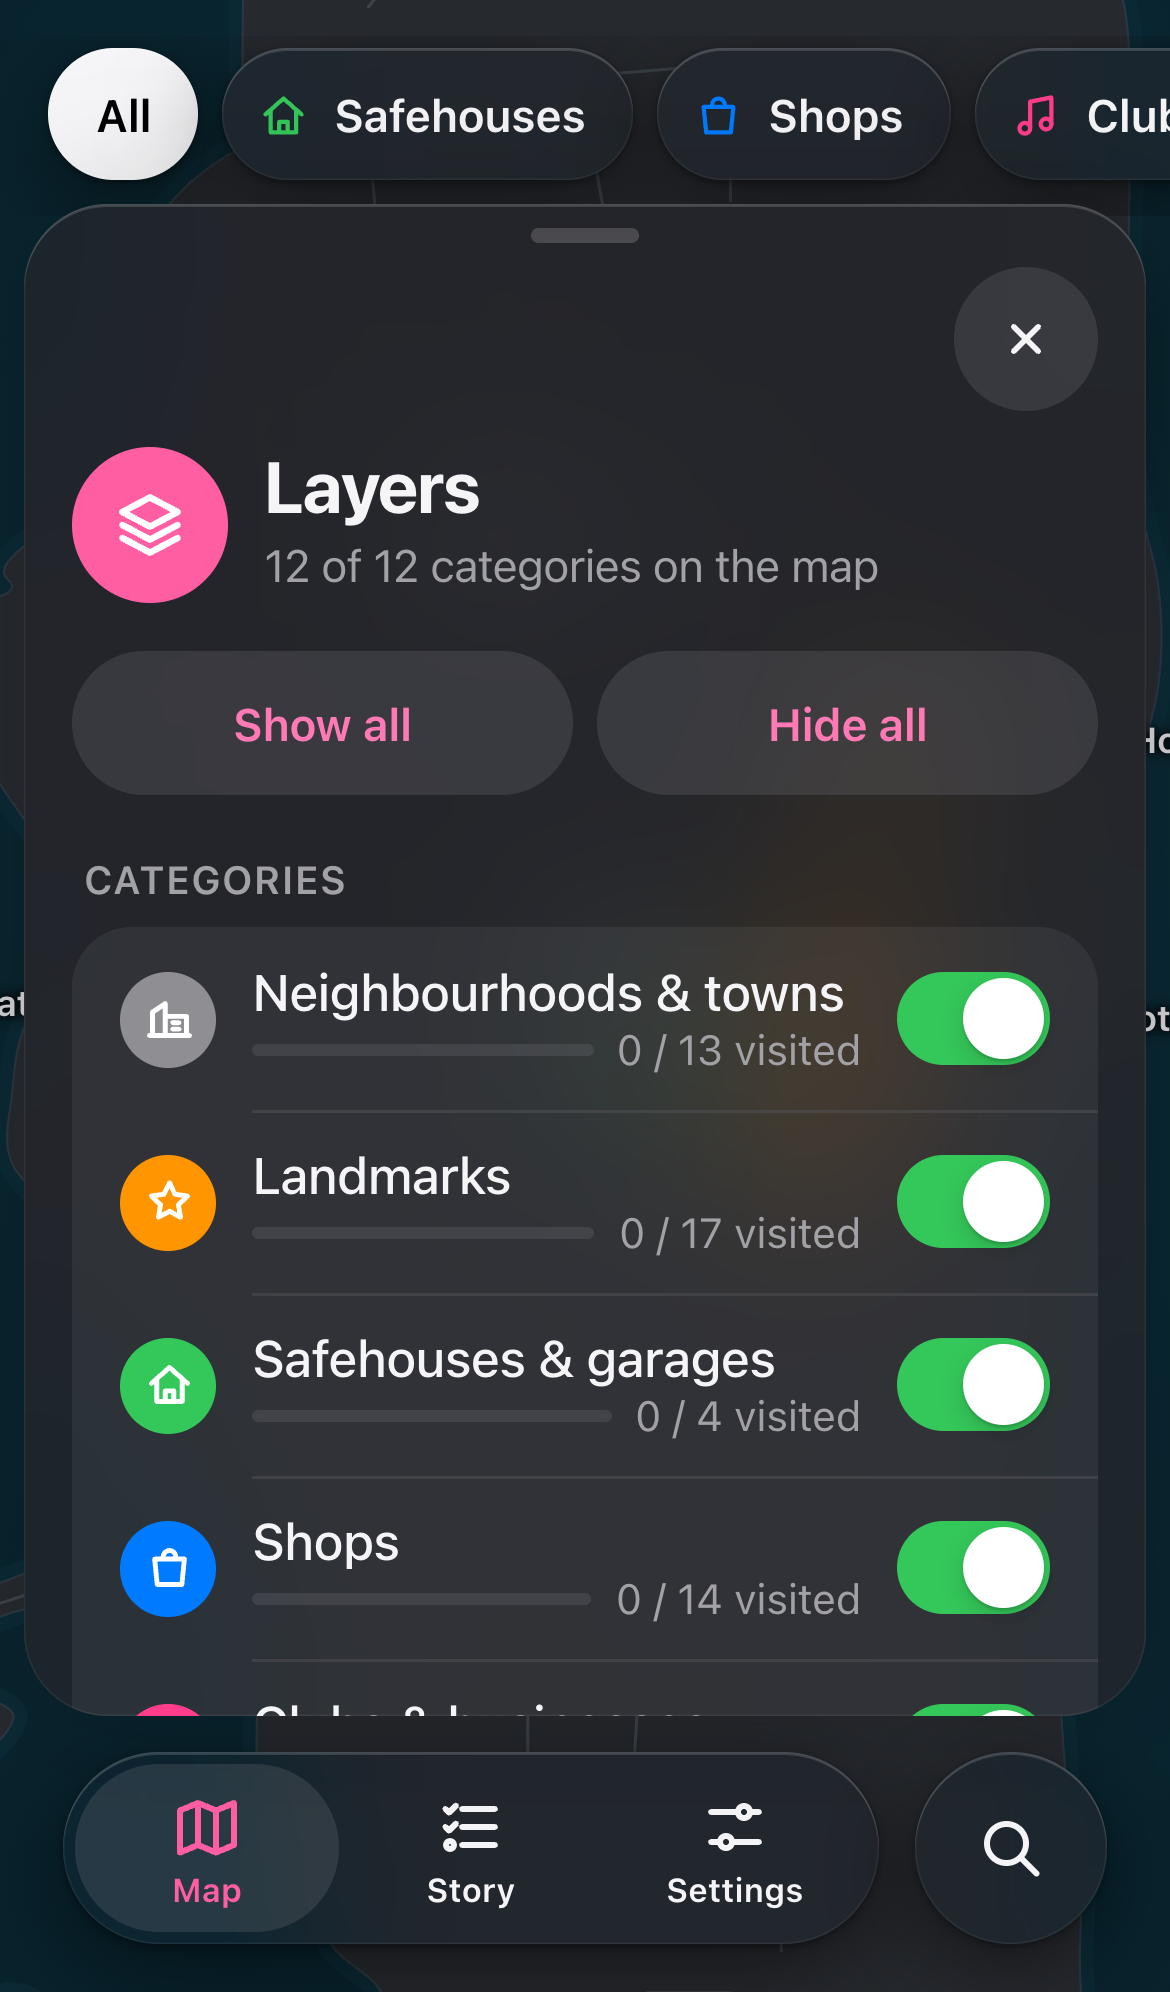 All
Safehouses
Shops
Layers
12 of 12 categories on the map
Show all
Hide all
CATEGORIES
Neighbourhoods & towns
0 / 13 visited
Landmarks
0 / 17 visited
Safehouses & garages
0 / 4 visited
Shops
0 / 14 visited
Map
Story
Settings